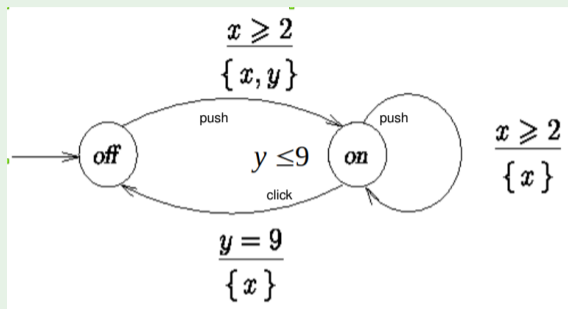 x ⩾ 2
{ x, y }
push
push
off
y ≤9
on
x ⩾ 2
{ x }
click
y = 9
{ x }